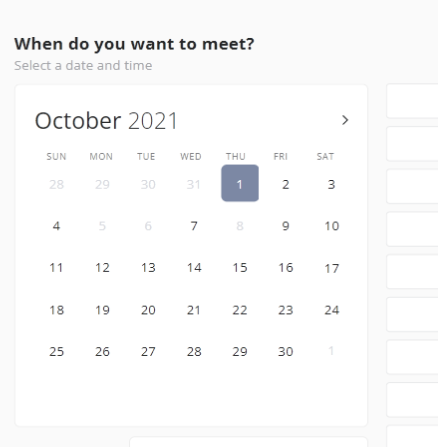 When do you want to meet?
Select a date and time
October 2021
SUN MON TUE WED THU FRI SAT
28 29 30 31 1 2 3
4 5 6 7 8 9 10
11 12 13 14 15 16 17
18 19 20 21 22 23 24
25 26 27 28 29 30 1